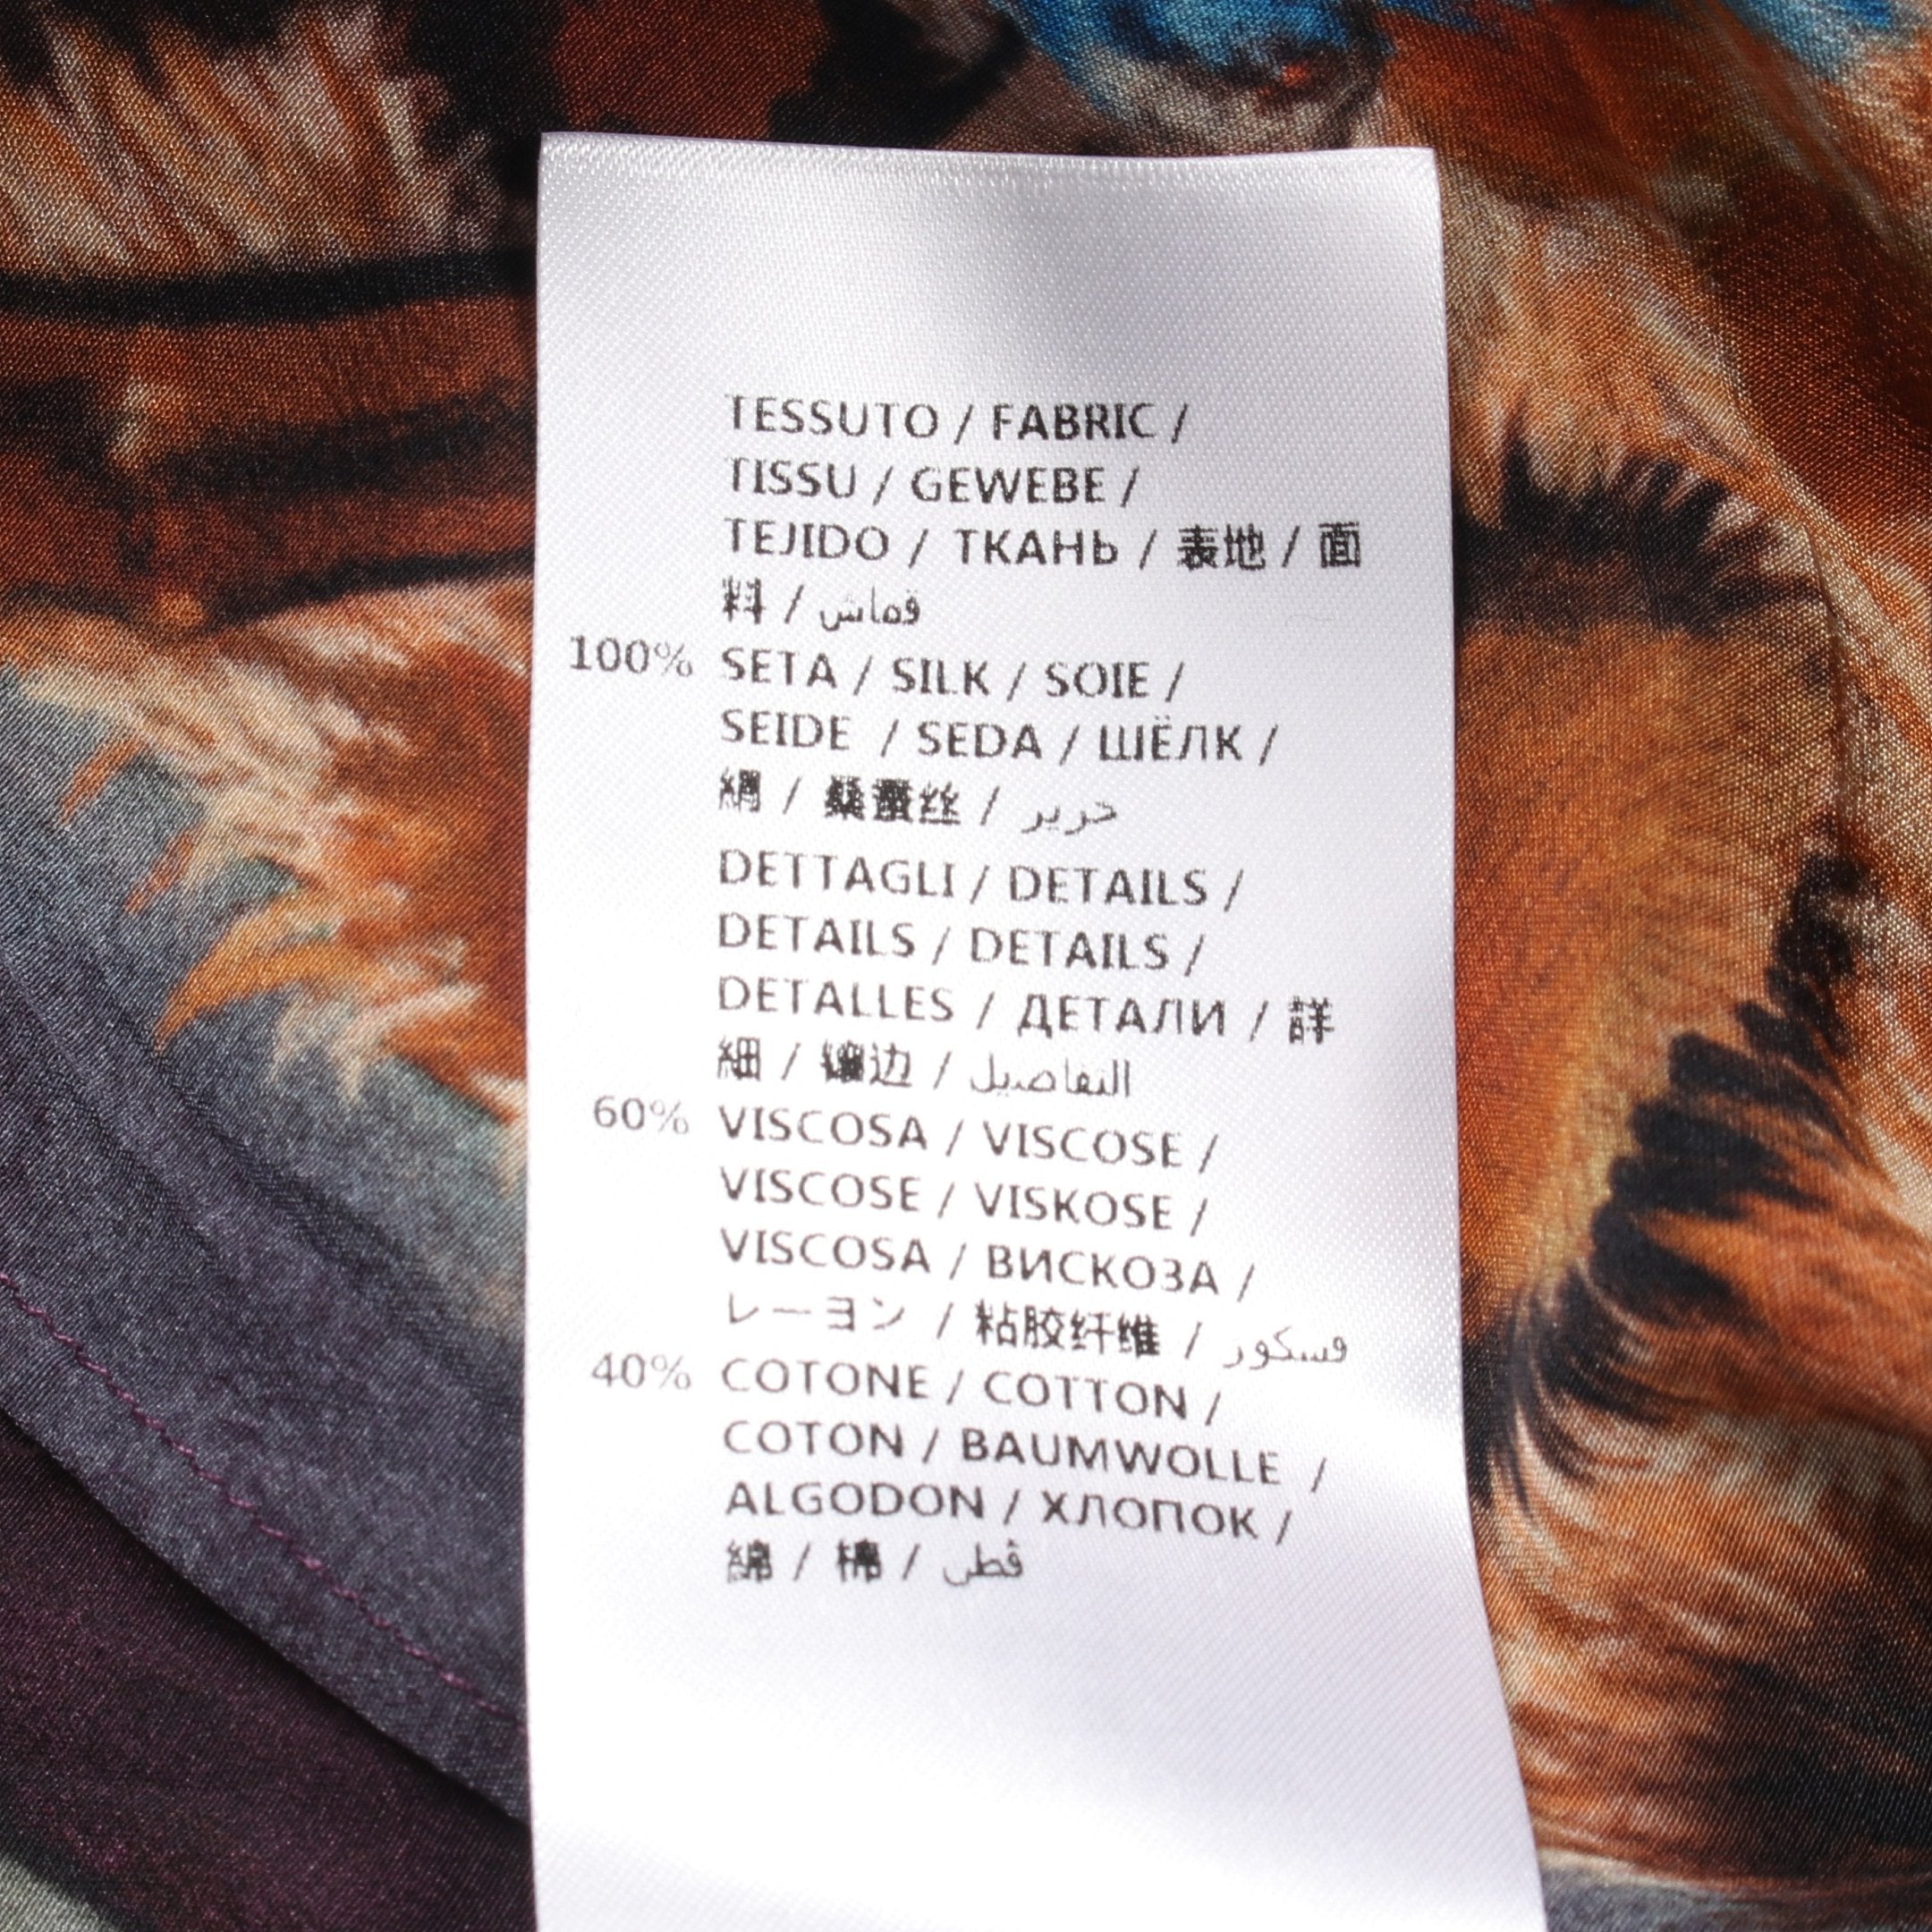 TESSUTO / FABRIC /
TISSU / GEWEBE /
TEJIDO / ТКАНЬ / 表地 / 面
料 / قماش
100% SETA / SILK / SOIE /
SEIDE / SEDA / ШЁЛК /
絹 / 桑蚕丝 / حرير
DETTAGLI / DETAILS /
DETAILS / DETAILS /
DETALLES / ДЕТАЛИ / 詳
細 / 镶边 / التفاصيل
60% VISCOSA / VISCOSE /
VISCOSE / VISKOSE /
VISCOSA / ВИСКОЗА /
レーヨン / 粘胶纤维 / فسكور
40% COTONE / COTTON /
COTON / BAUMWOLLE /
ALGODON / ХЛОПОК /
綿 / 棉 / قطن